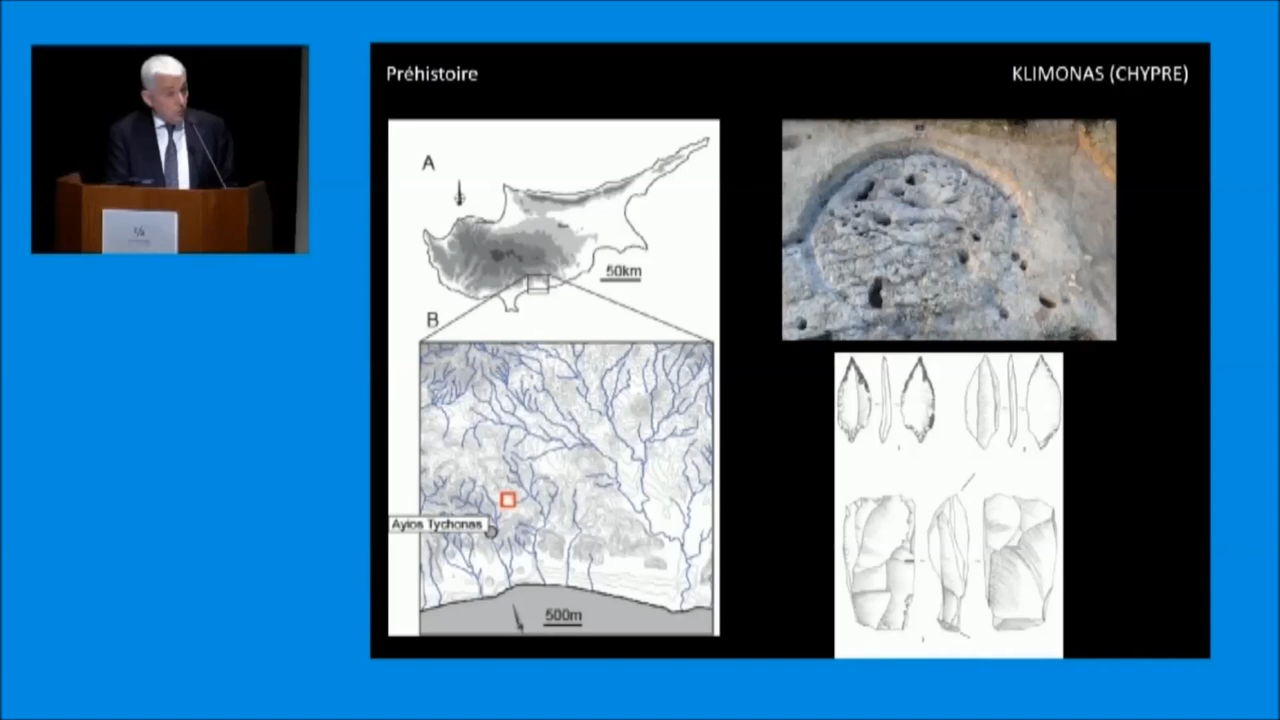 Préhistoire
KLIMONAS (CHYPRE)
A
50km
B
Ayios Tychonas
500m